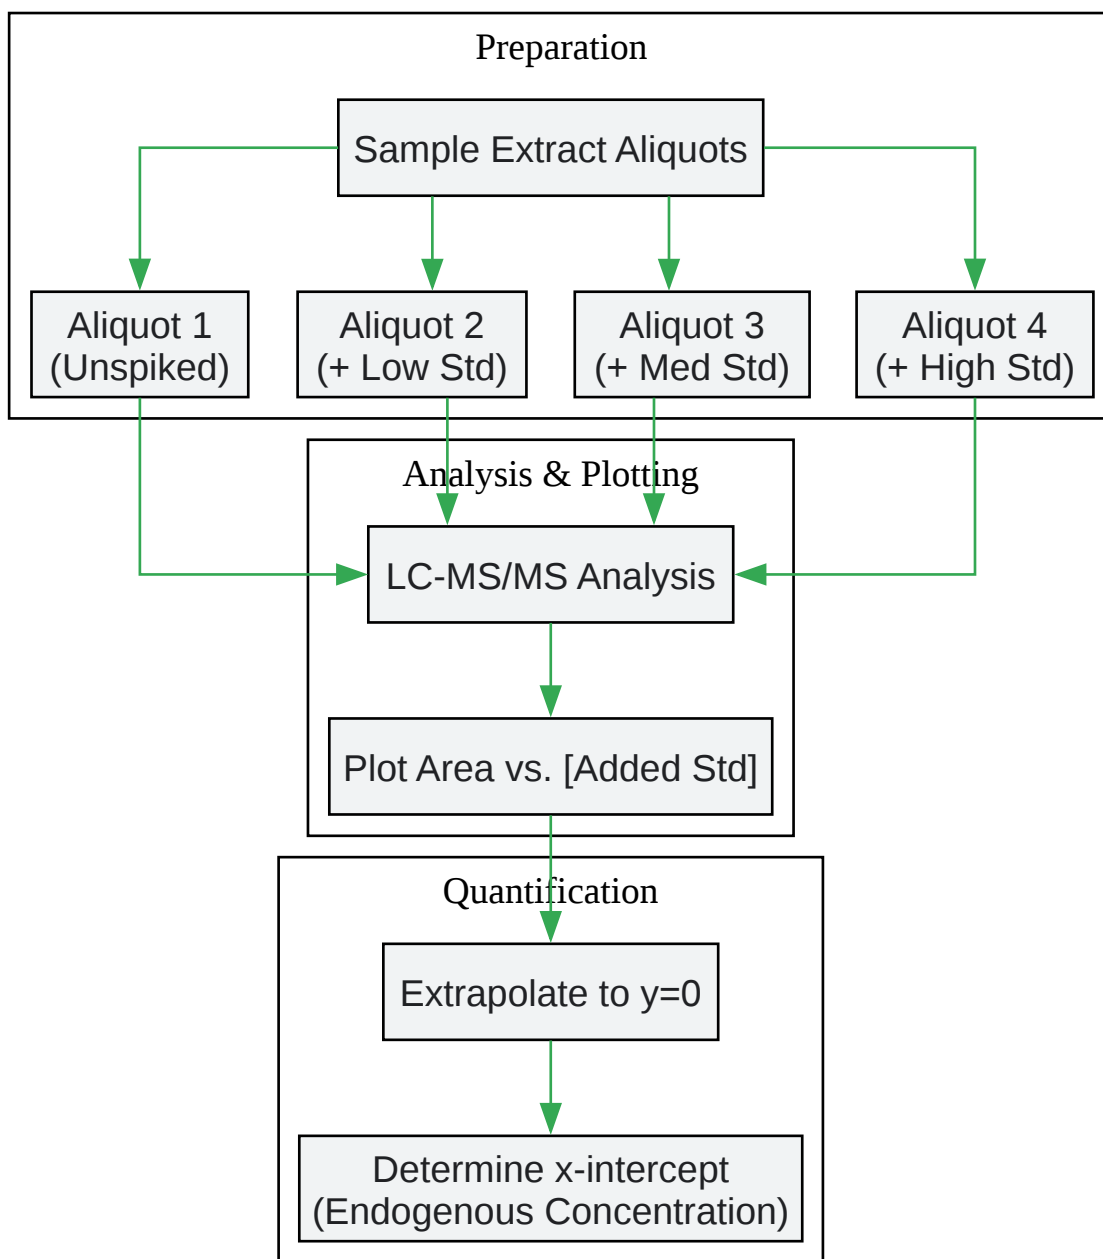 Preparation
Sample Extract Aliquots
Aliquot 1
(Unspiked)
Aliquot 2
(+ Low Std)
Aliquot 3
(+ Med Std)
Aliquot 4
(+ High Std)
Analysis & Plotting
LC-MS/MS Analysis
Plot Area vs. [Added Std]
Quantification
Extrapolate to y=0
Determine x-intercept
(Endogenous Concentration)